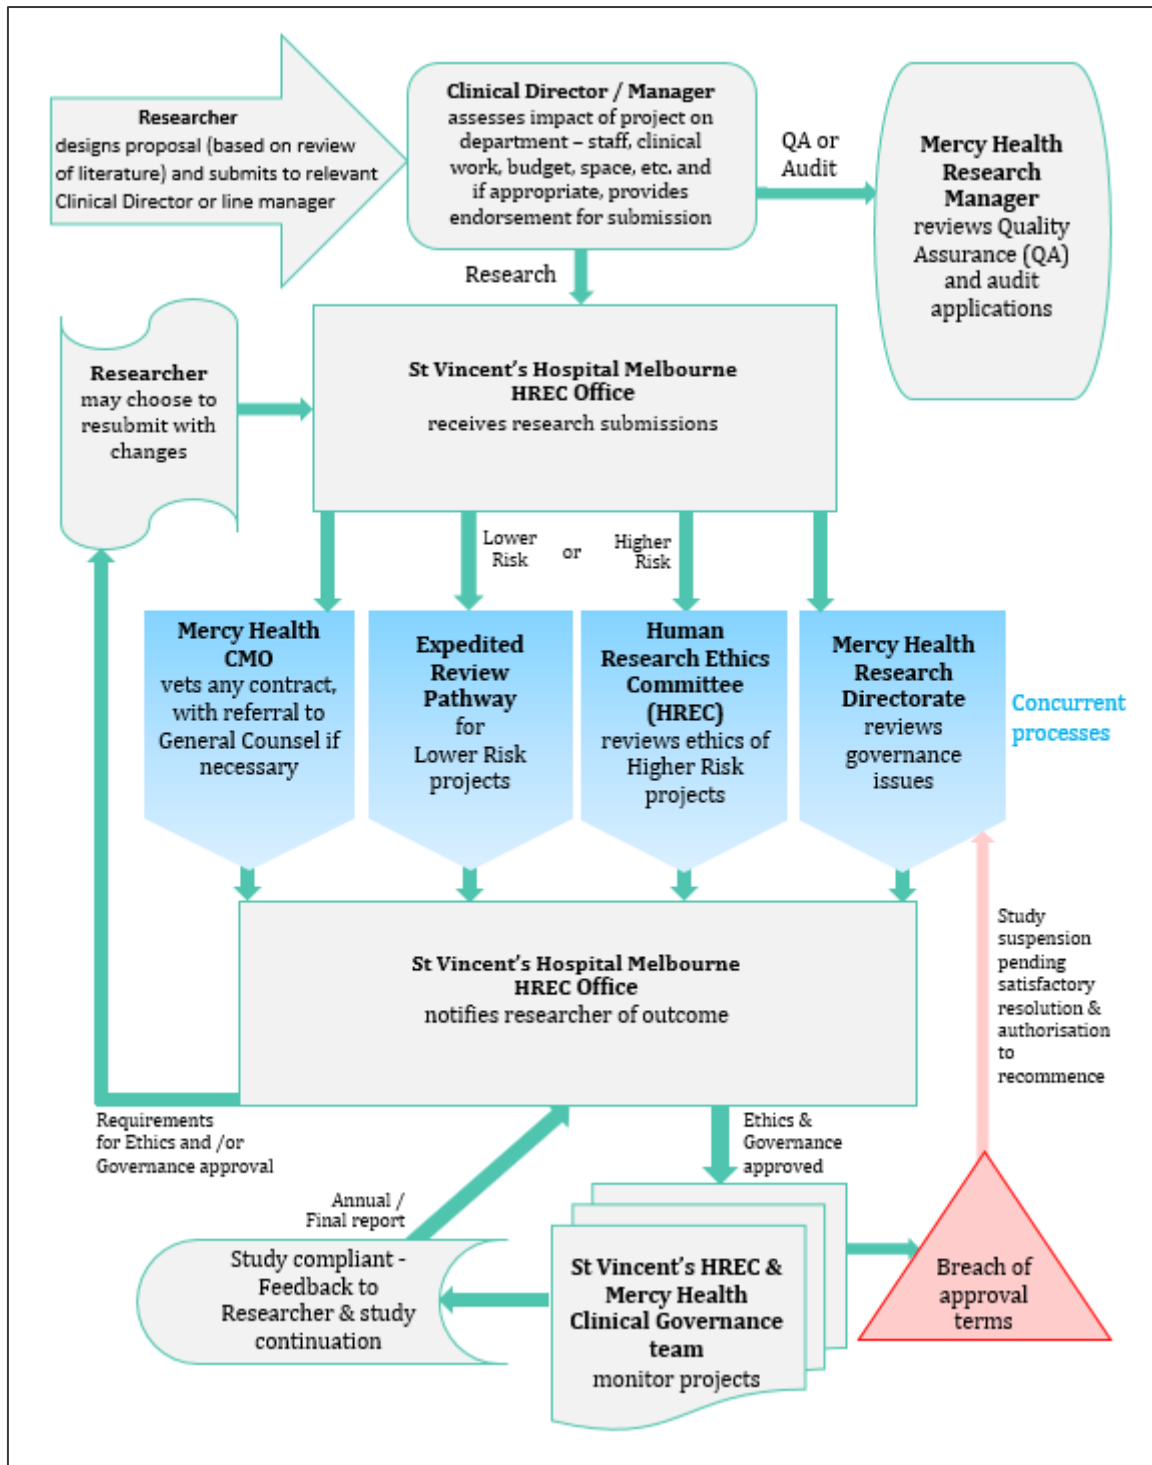 Researcher
designs proposal (based on review
of literature) and submits to relevant
Clinical Director or line manager
Clinical Director / Manager
assesses impact of project on
department – staff, clinical
work, budget, space, etc. and
if appropriate, provides
endorsement for submission
QA or
Audit
Mercy Health
Research
Manager
reviews Quality
Assurance (QA)
and audit
applications
Research
Researcher
may choose to
resubmit with
changes
St Vincent's Hospital Melbourne
HREC Office
receives research submissions
Lower
Risk
or
Higher
Risk
Mercy Health
CMO
vets any contract,
with referral to
General Counsel if
necessary
Expedited
Review
Pathway
for
Lower Risk
projects
Human
Research Ethics
Committee
(HREC)
reviews ethics of
Higher Risk
projects
Mercy Health
Research
Directorate
reviews
governance
issues
Concurrent
processes
St Vincent's Hospital Melbourne
HREC Office
notifies researcher of outcome
Study
suspension
pending
satisfactory
resolution &
authorisation
to
recommence
Requirements
for Ethics and /or
Governance approval
Ethics &
Governance
approved
Annual /
Final report
Study compliant -
Feedback to
Researcher & study
continuation
St Vincent's HREC &
Mercy Health
Clinical Governance
team
monitor projects
Breach of
approval
terms